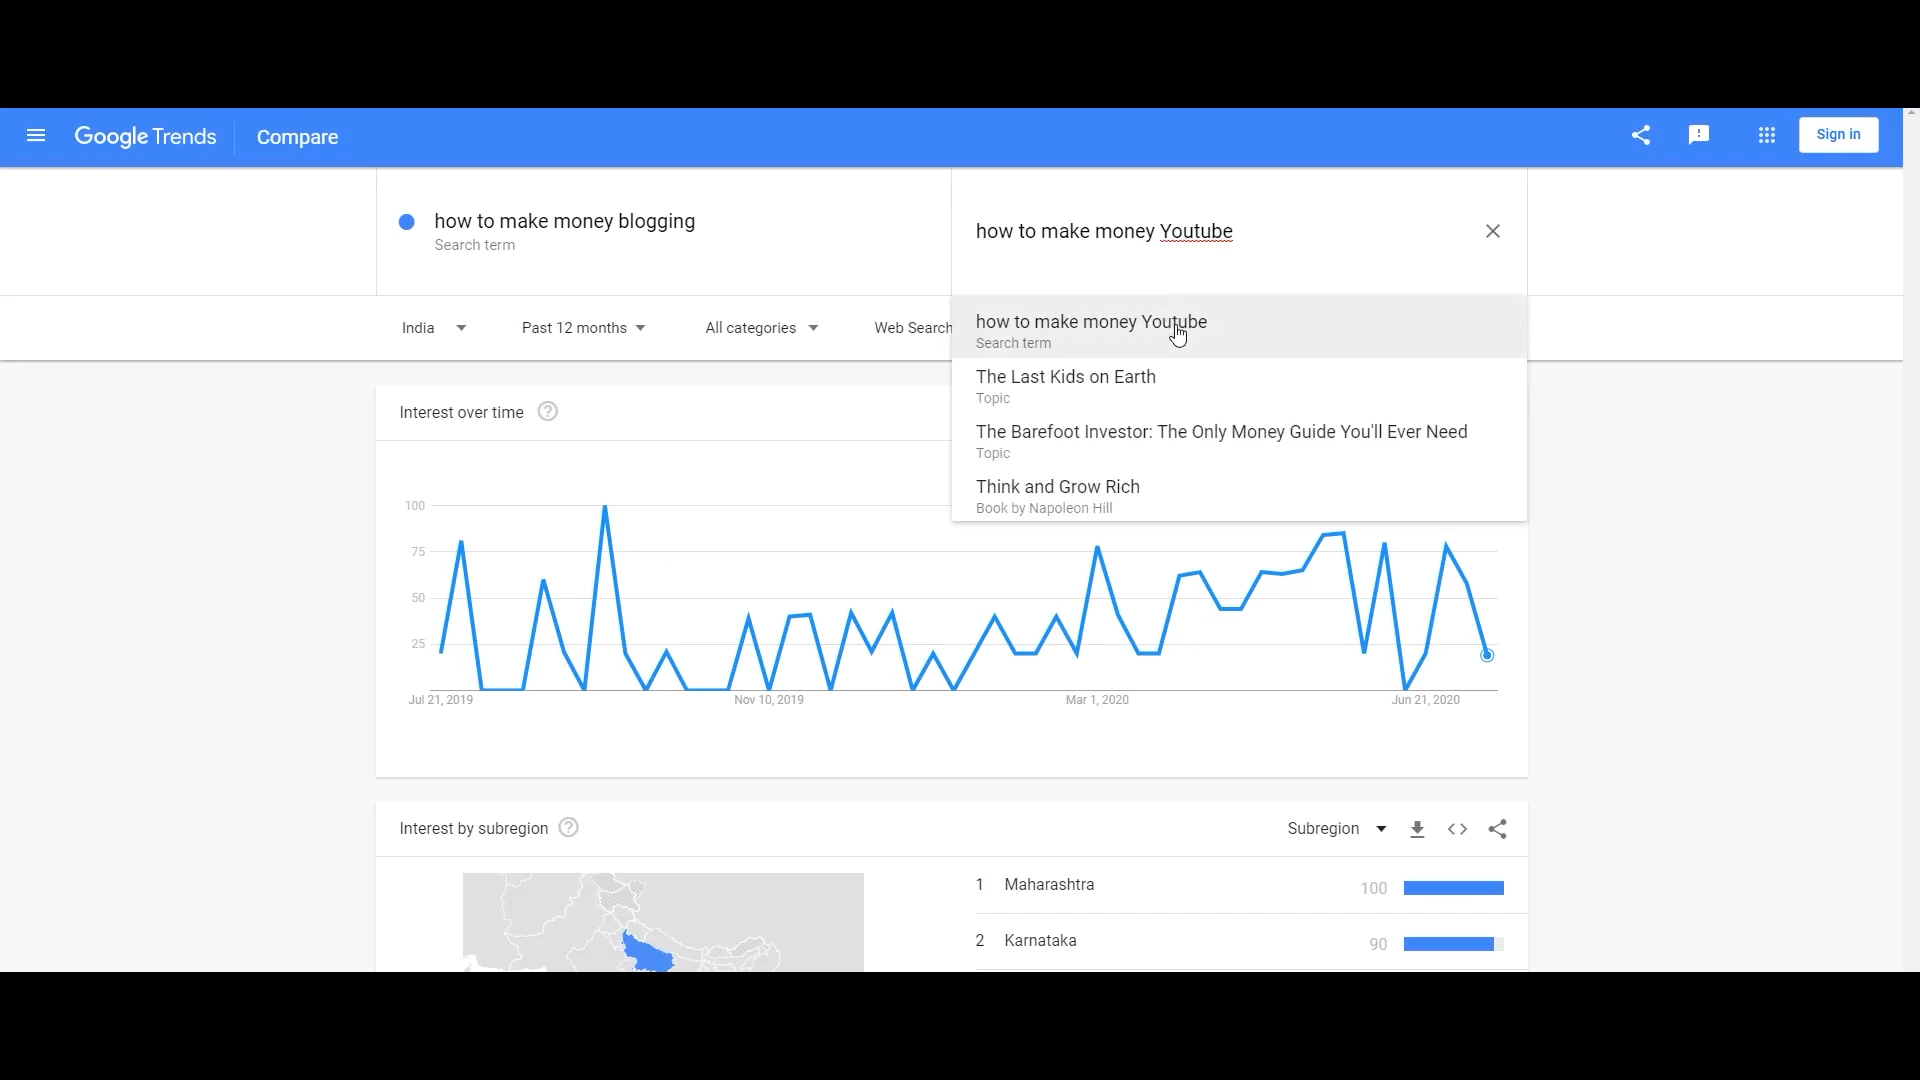 Google Trends
Compare
Sign in
how to make money blogging
Search term
how to make money Youtube
India
Past 12 months
All categories
Web Search
how to make money Youtube
Search term
The Last Kids on Earth
Topic
The Barefoot Investor: The Only Money Guide You'll Ever Need
Topic
Think and Grow Rich
Book by Napoleon Hill
Interest over time
100
75
50
25
Jul 21, 2019
Nov 10, 2019
Mar 1, 2020
Jun 21, 2020
Interest by subregion
Subregion
1 Maharashtra 100
2 Karnataka 90